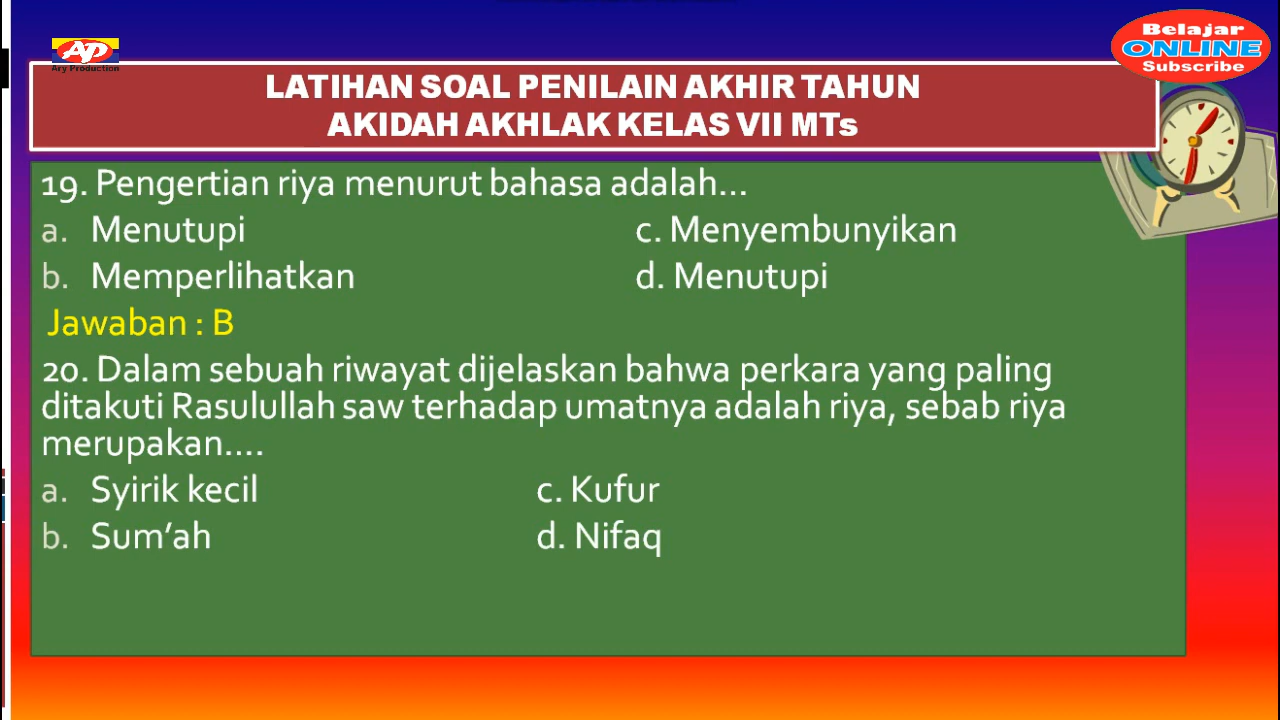 Belajar
ONLINE
Subscribe
AP
Ary Production
LATIHAN SOAL PENILAIN AKHIR TAHUN
AKIDAH AKHLAK KELAS VII MTs
19. Pengertian riya menurut bahasa adalah...
a. Menutupi c. Menyembunyikan
b. Memperlihatkan d. Menutupi
Jawaban : B
20. Dalam sebuah riwayat dijelaskan bahwa perkara yang paling
ditakuti Rasulullah saw terhadap umatnya adalah riya, sebab riya
merupakan....
a. Syirik kecil c. Kufur
b. Sum’ah d. Nifaq